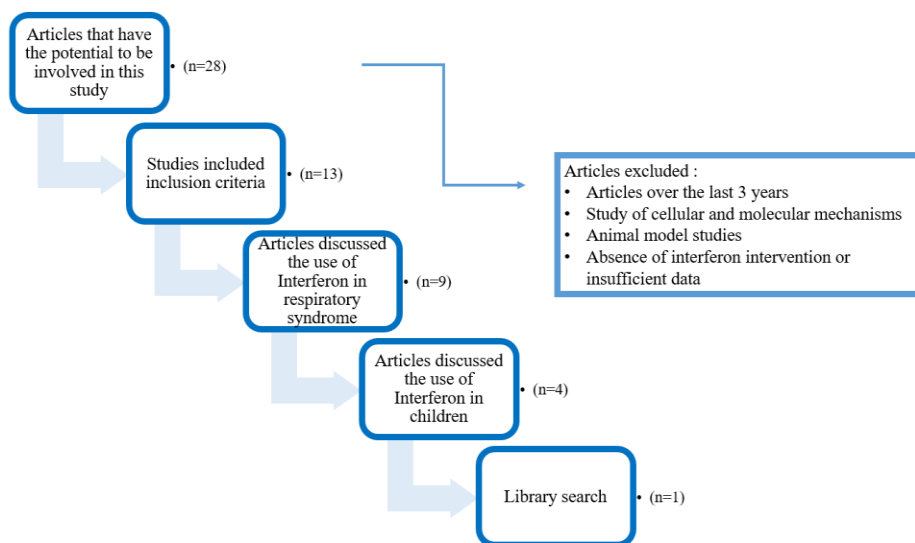 Articles that have
the potential to be
involved in this
study
• (n=28)
Studies included
inclusion criteria
• (n=13)
Articles discussed
the use of
Interferon in
respiratory
syndrome
• (n=9)
Articles discussed
the use of
Interferon in
children
• (n=4)
Library search
• (n=1)
Articles excluded :
• Articles over the last 3 years
• Study of cellular and molecular mechanisms
• Animal model studies
• Absence of interferon intervention or
insufficient data